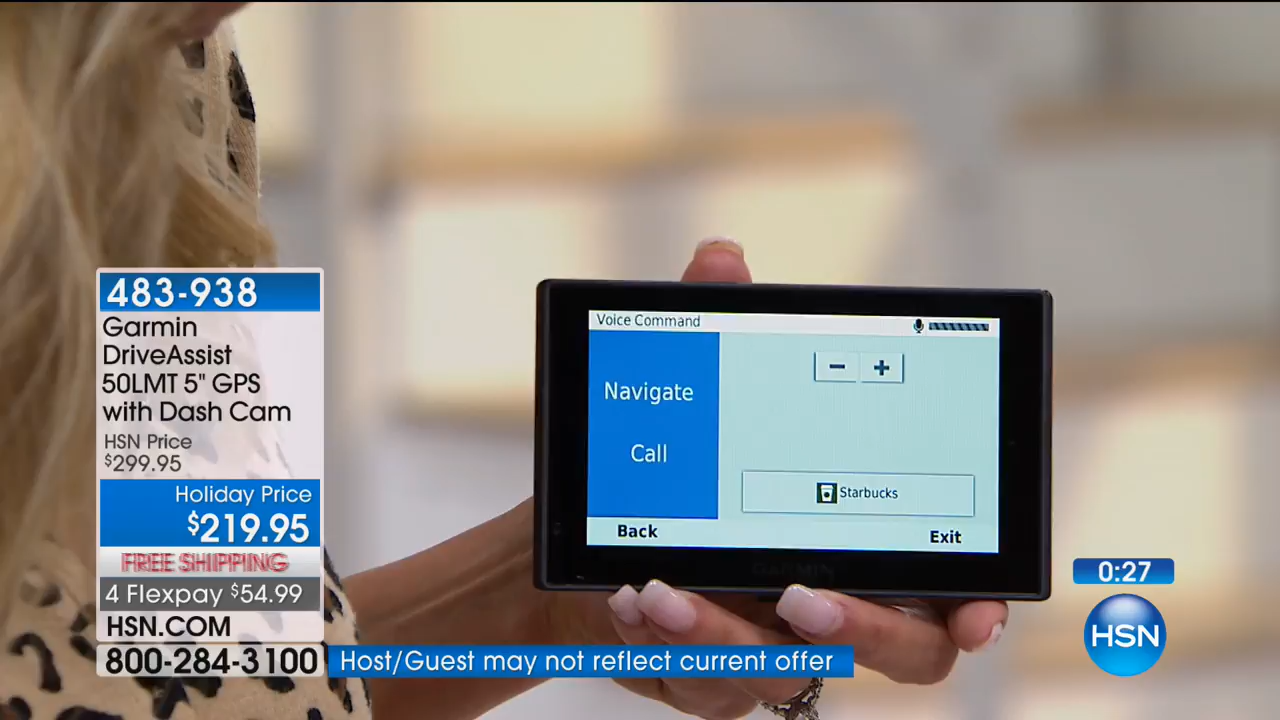 483-938
Garmin
DriveAssist
50LMT 5" GPS
with Dash Cam
HSN Price
$299.95
Holiday Price
$219.95
FREE SHIPPING
4 Flexpay $54.99
HSN.COM
800-284-3100
Host/Guest may not reflect current offer
Voice Command
Navigate
Call
Starbucks
Back
Exit
GARMIN
0:27
HSN